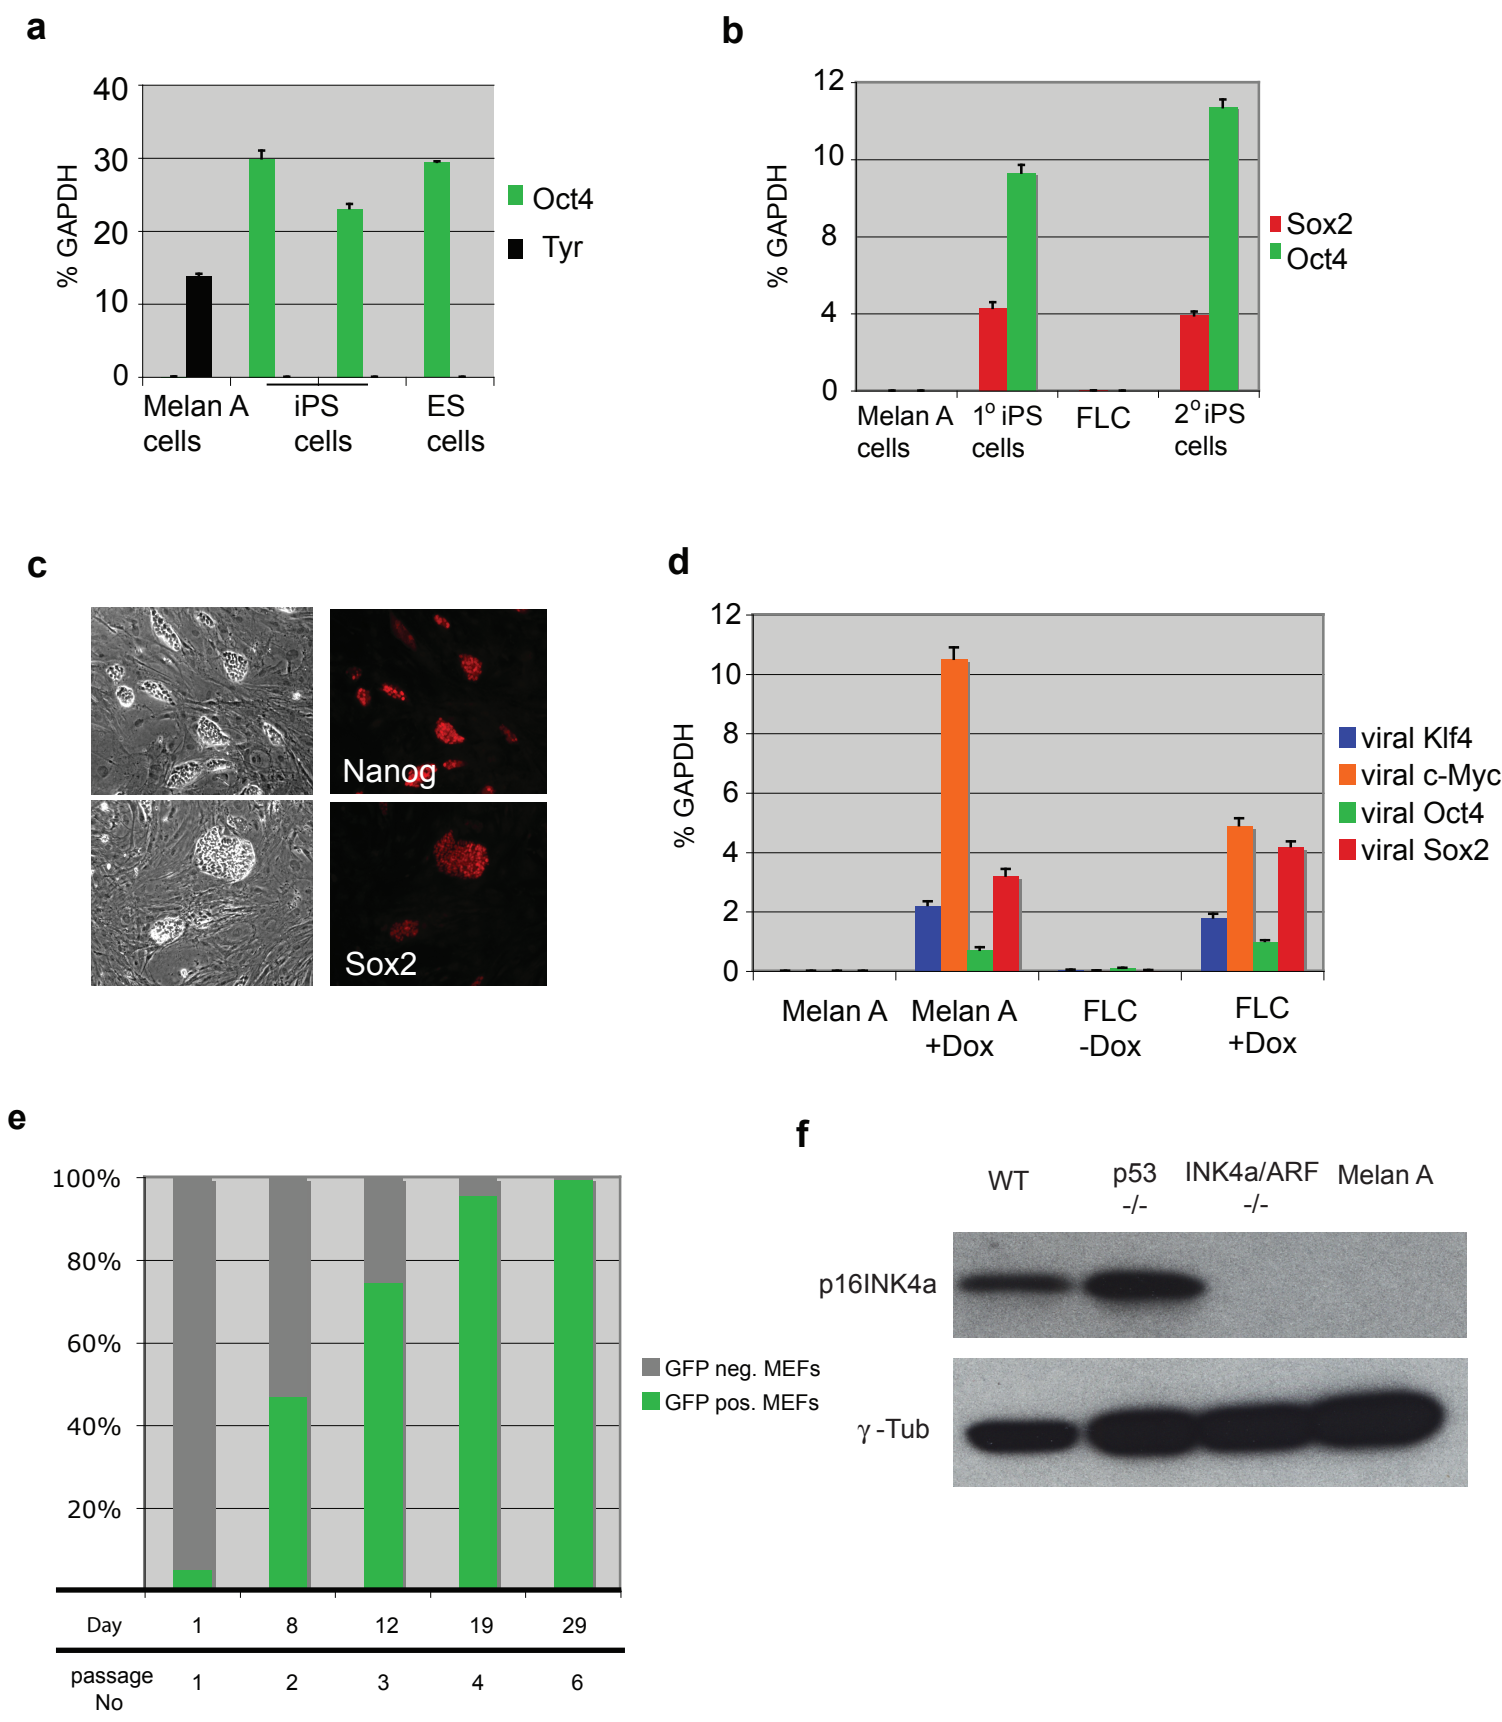 a
40
30
20
10
0
% GAPDH
Melan A
cells
iPS
cells
ES
cells
Oct4
Tyr
b
12
10
8
4
0
% GAPDH
Melan A
cells
1° iPS
cells
FLC
2° iPS
cells
Sox2
Oct4
c
Nanog
Sox2
d
12
10
8
6
4
2
0
% GAPDH
Melan A
Melan A
+Dox
FLC
-Dox
FLC
+Dox
viral Klf4
viral c-Myc
viral Oct4
viral Sox2
e
100%
80%
60%
40%
20%
GFP neg. MEFs
GFP pos. MEFs
Day 1 8 12 19 29
passage
No 1 2 3 4 6
f
WT
p53
-/-
INK4a/ARF
-/-
Melan A
p16INK4a
γ-Tub